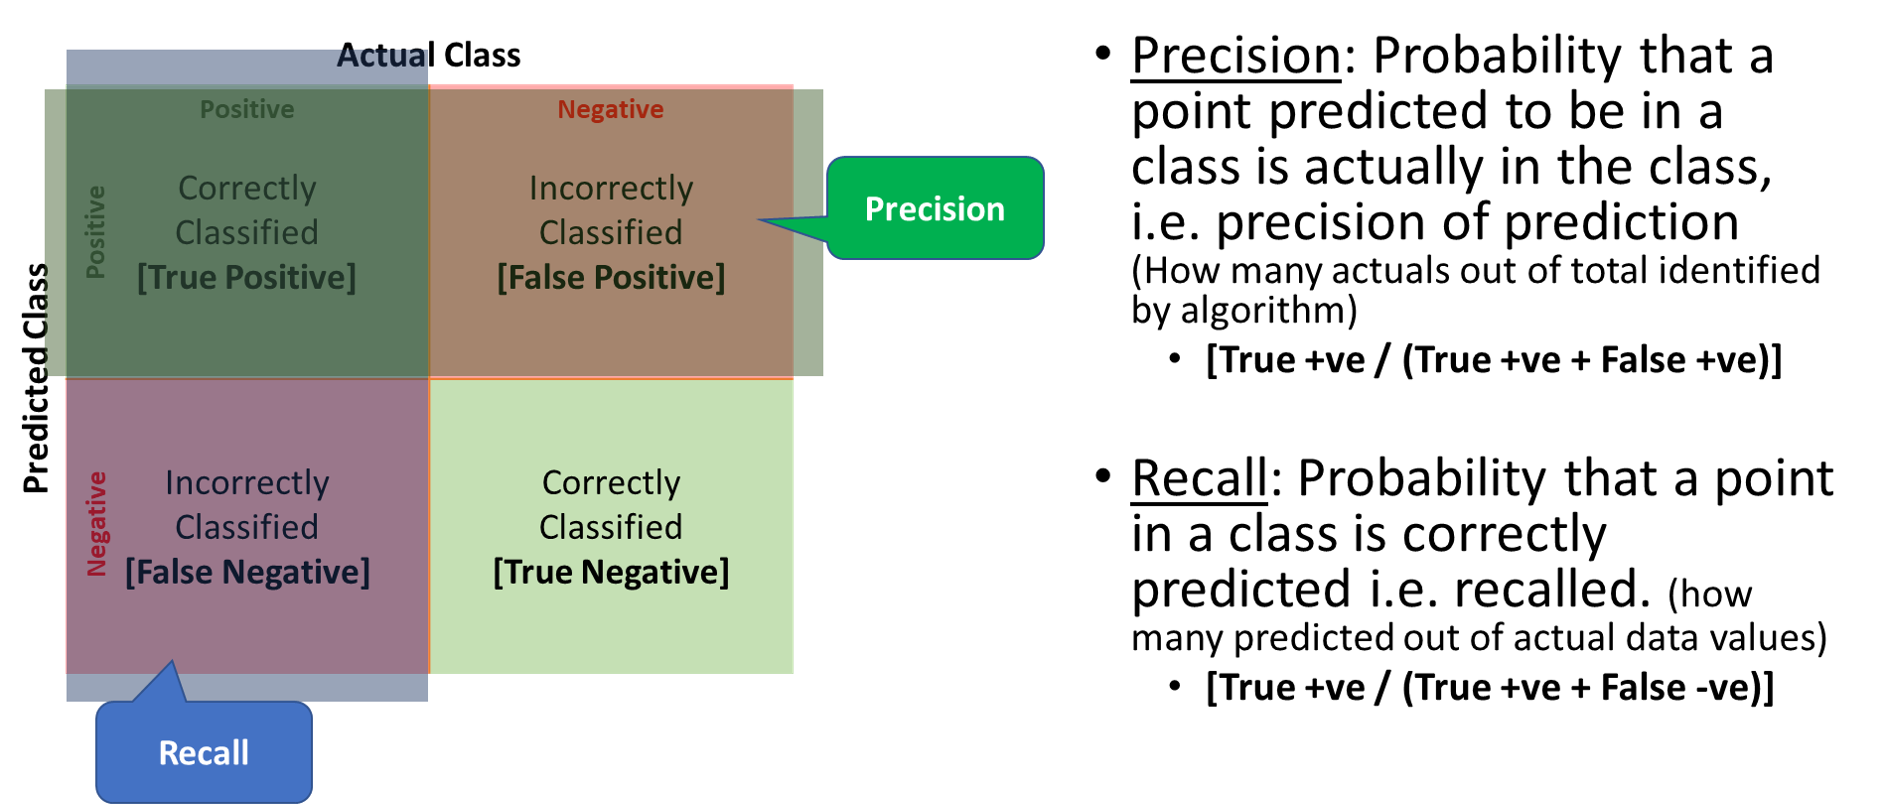 Actual Class
Positive
Negative
Predicted Class
Positive
Correctly
Classified
[True Positive]
Incorrectly
Classified
[False Positive]
Precision
Negative
Incorrectly
Classified
[False Negative]
Correctly
Classified
[True Negative]
Recall
• Precision: Probability that a
point predicted to be in a
class is actually in the class,
i.e. precision of prediction
(How many actuals out of total identified
by algorithm)
• [True +ve / (True +ve + False +ve)]
• Recall: Probability that a point
in a class is correctly
predicted i.e. recalled. (how
many predicted out of actual data values)
• [True +ve / (True +ve + False -ve)]